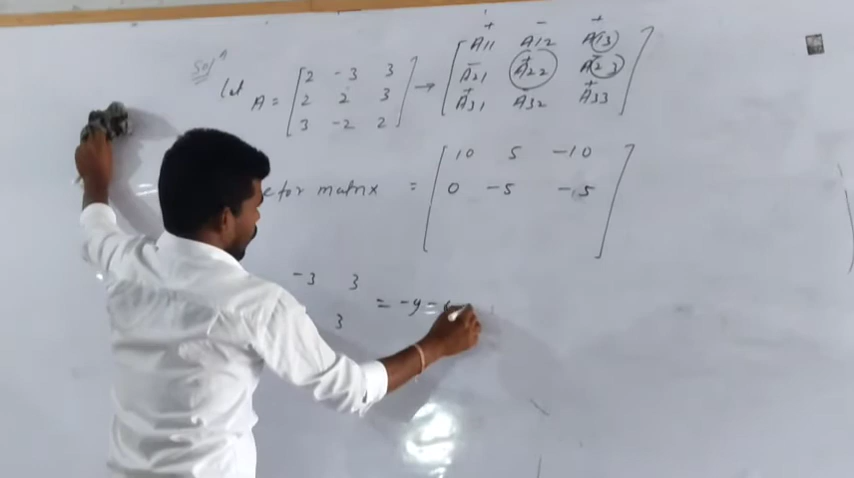 Sol^n
Let A = [2 -3 3 → [A11 A12 A13
2 2 3 A21 A22 A23
3 -2 2] A31 A32 A33]
ctor matrix = [10 5 -10
0 -5 -5]
-3 3
3 = -9 -